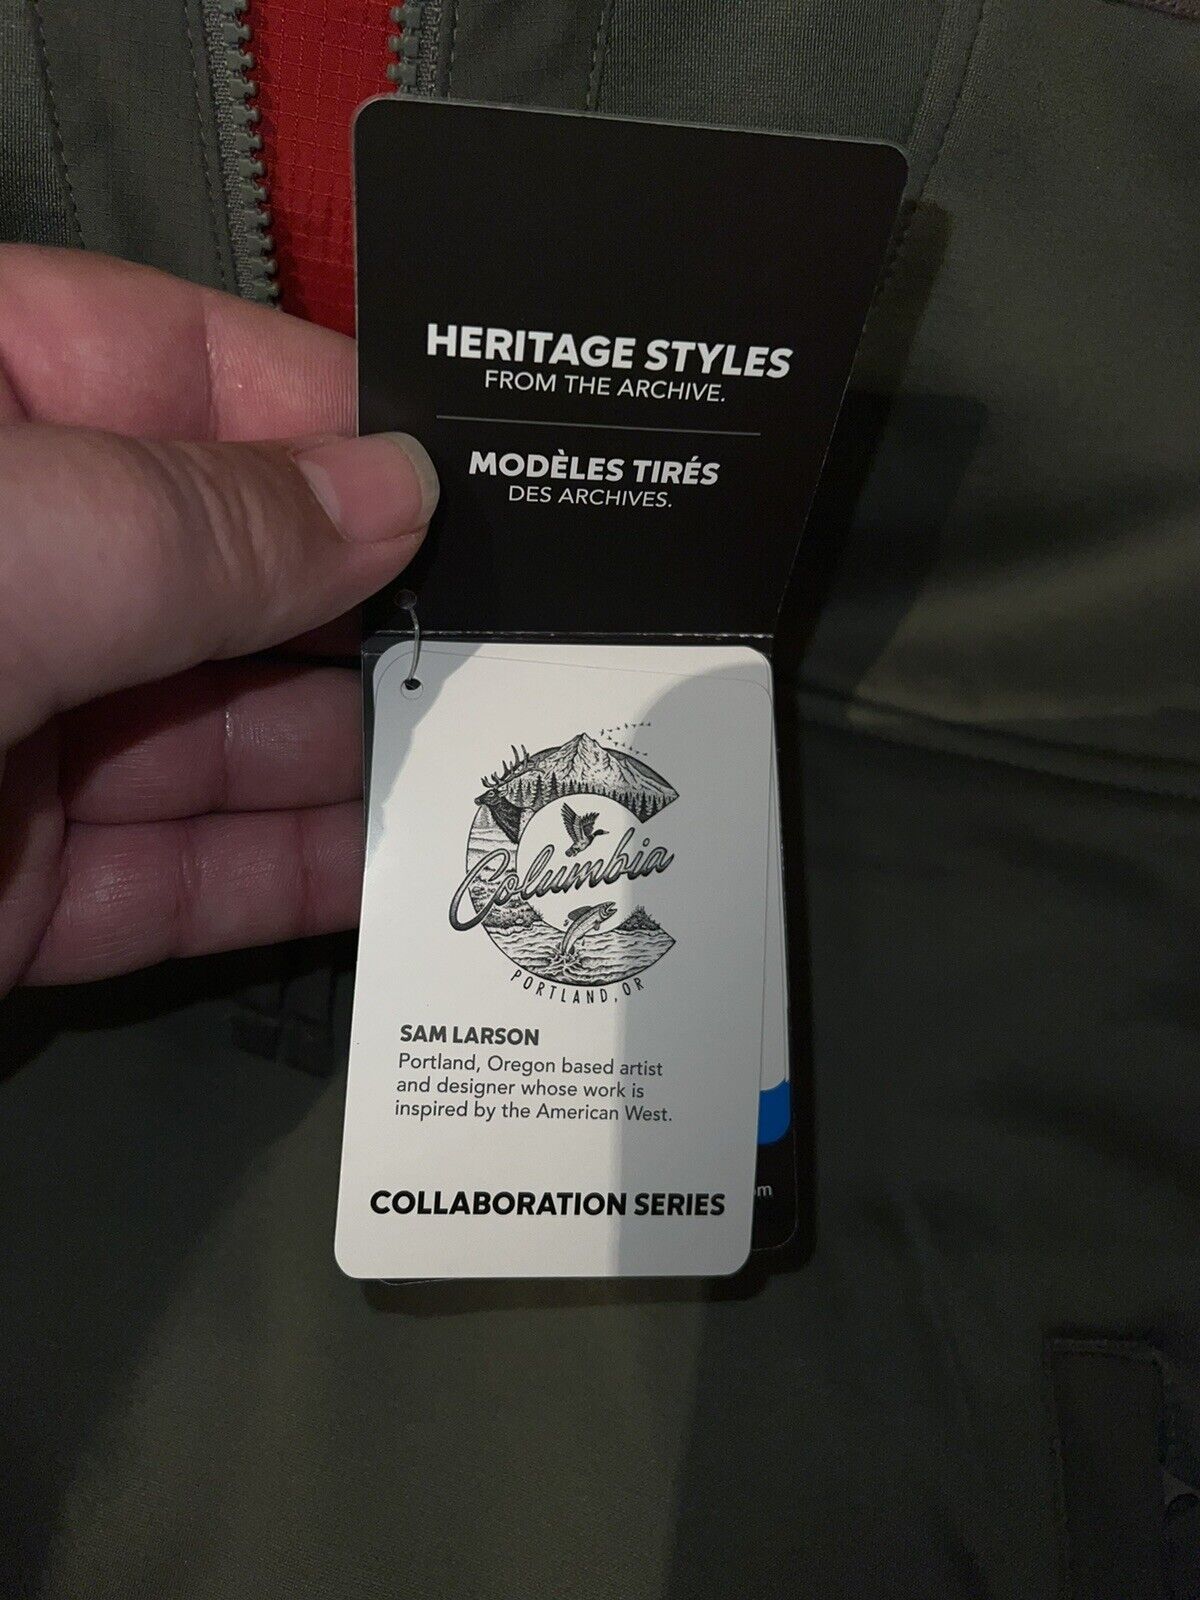 HERITAGE STYLES
FROM THE ARCHIVE.
MODÈLES TIRÉS
DES ARCHIVES.
Columbia
PORTLAND, OR
SAM LARSON
Portland, Oregon based artist
and designer whose work is
inspired by the American West.
COLLABORATION SERIES